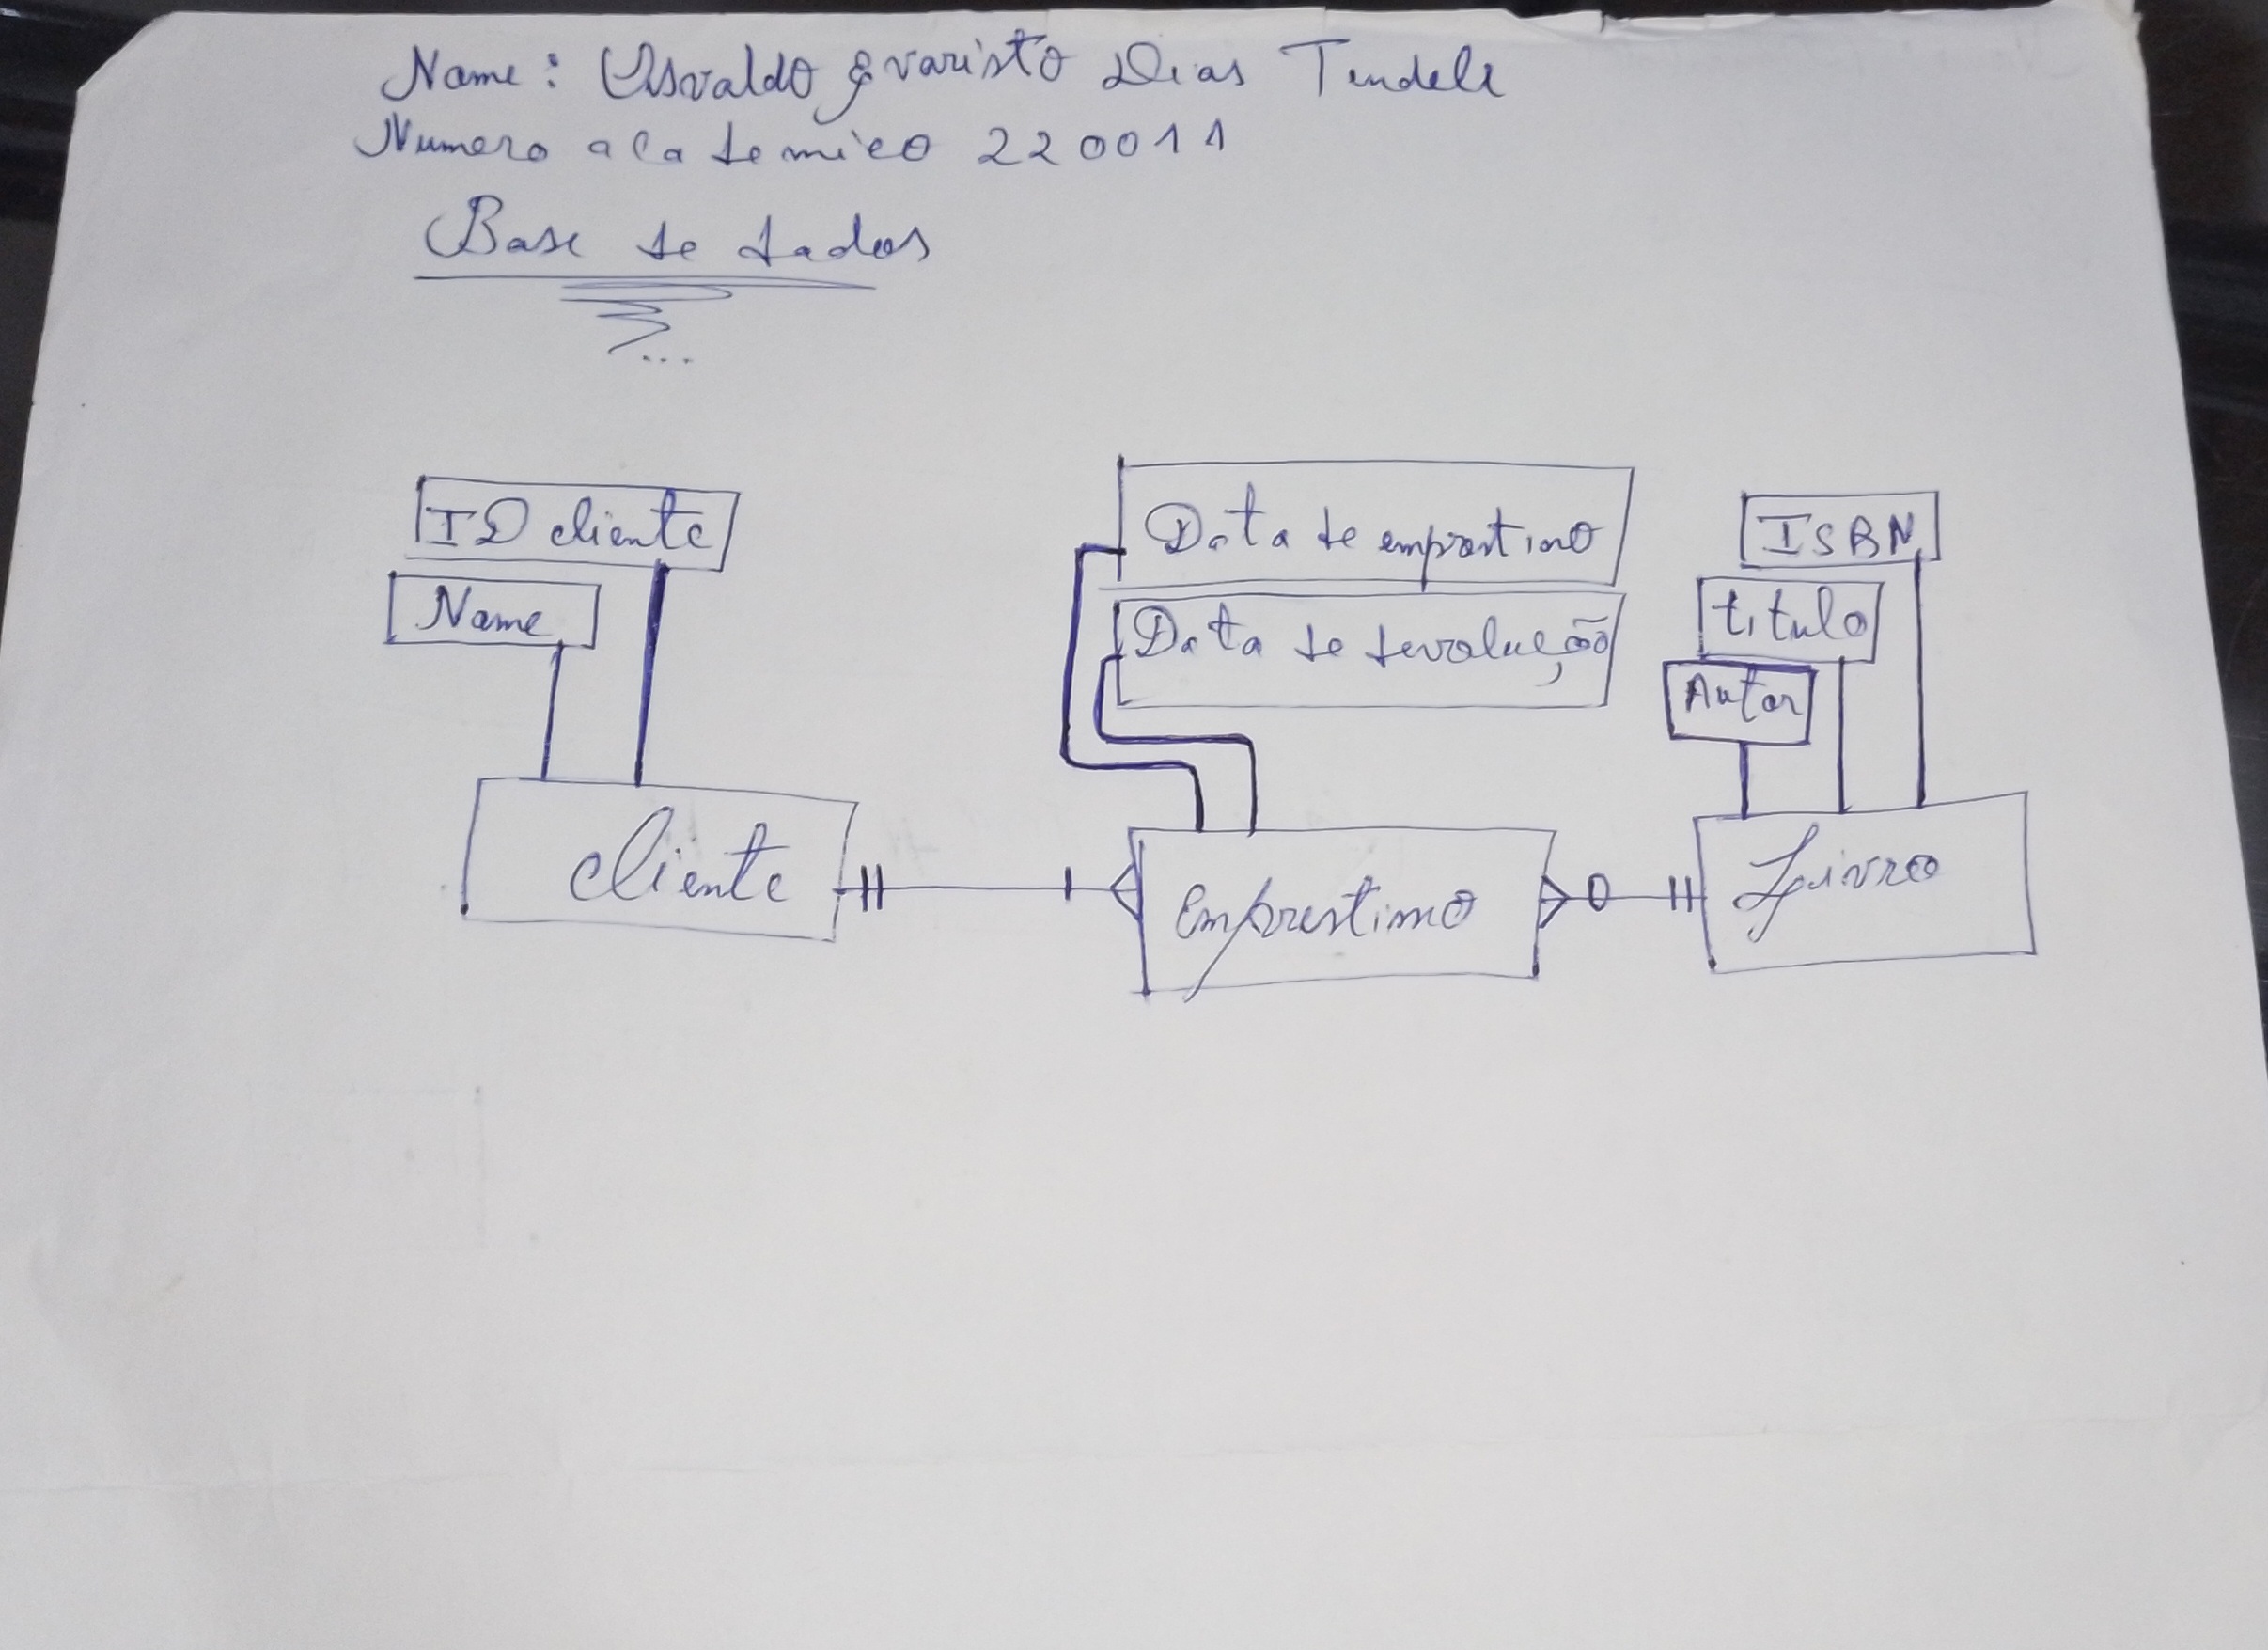 Name: Osvaldo Evaristo Dias Tendele
Numero academico 220011
Base de dados
ID cliente
Name
Data de emprestimo
Data de devolução
ISBN
titulo
Autor
cliente
Emprestimo
Livro